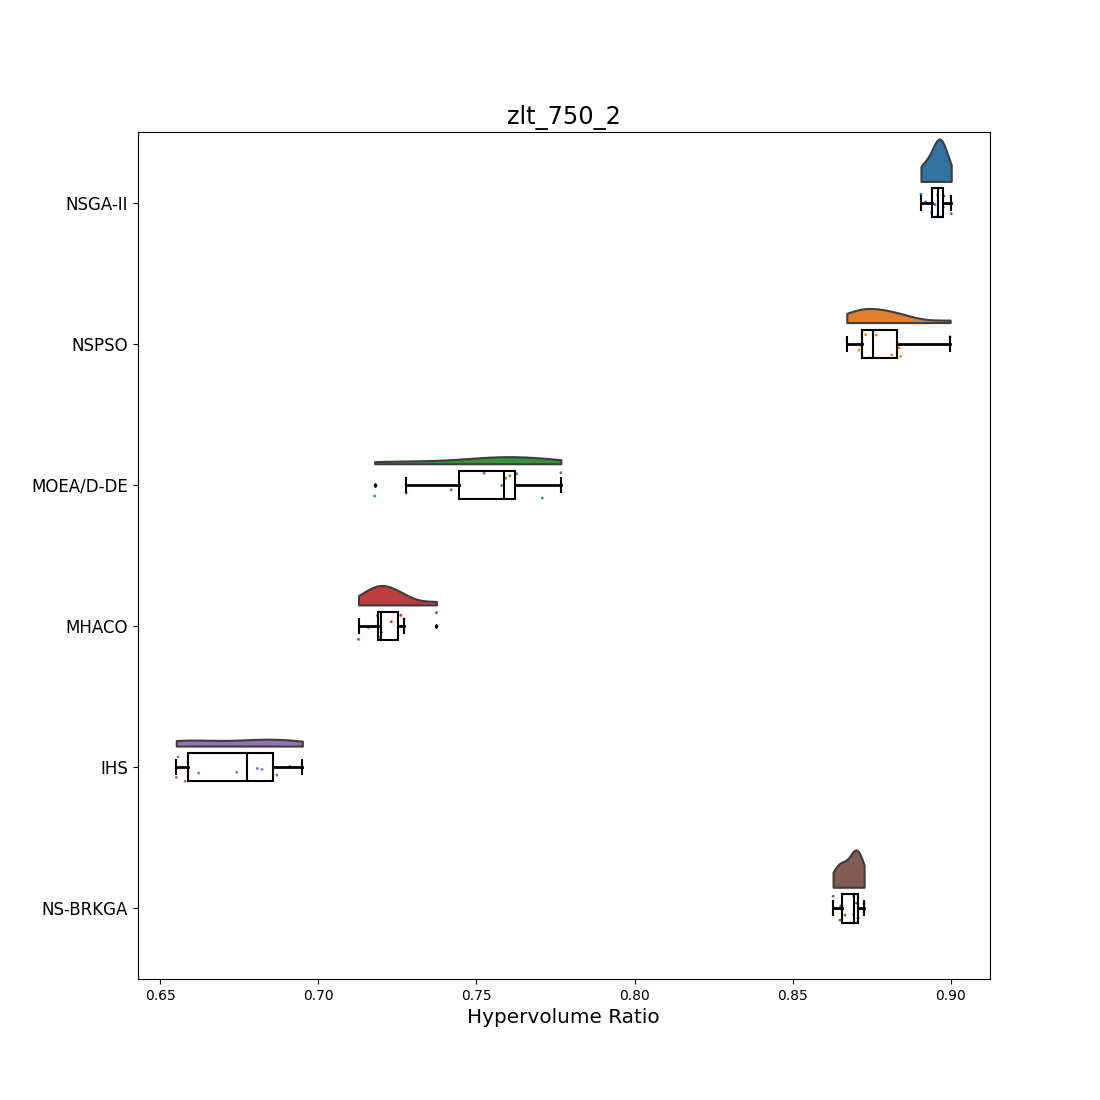 zlt_750_2
NSGA-II
NSPSO
MOEA/D-DE
MHACO
IHS
NS-BRKGA
0.65 0.70 0.75 0.80 0.85 0.90
Hypervolume Ratio